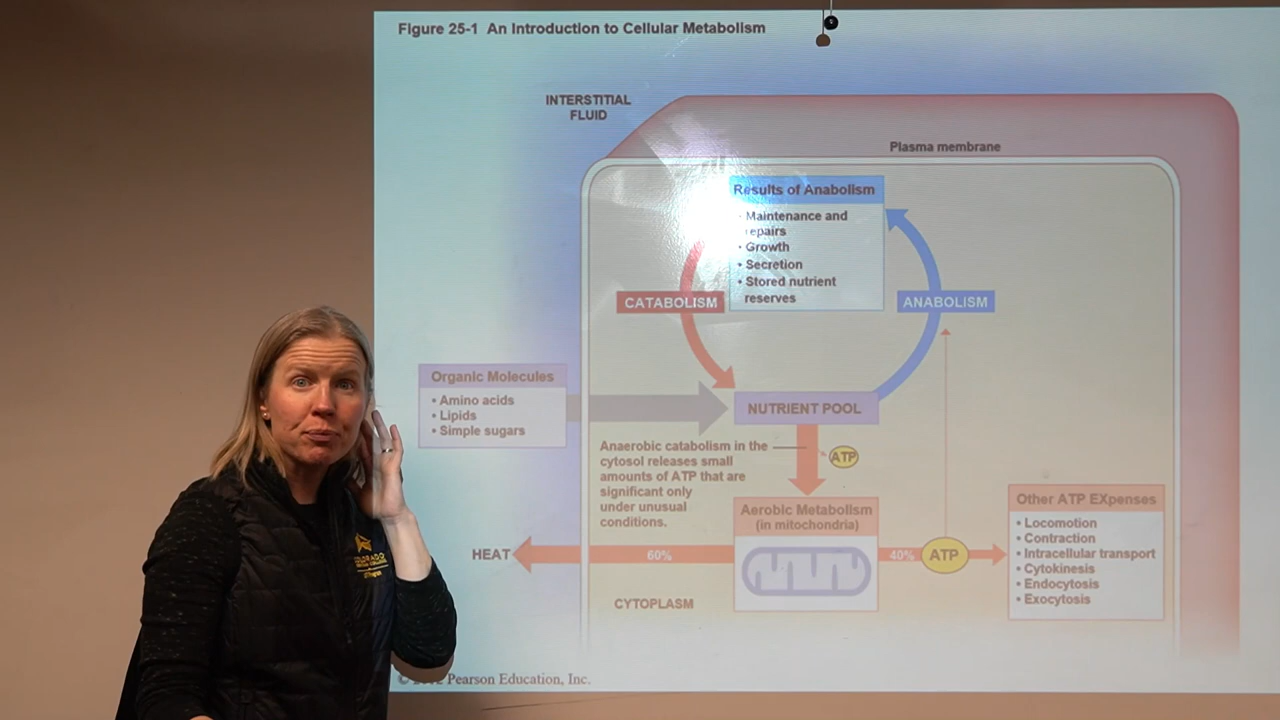 Figure 25-1 An Introduction to Cellular Metabolism
INTERSTITIAL
FLUID
Plasma membrane
Results of Anabolism
• Maintenance and
repairs
• Growth
• Secretion
• Stored nutrient
reserves
CATABOLISM
ANABOLISM
Organic Molecules
• Amino acids
• Lipids
• Simple sugars
NUTRIENT POOL
Anaerobic catabolism in the
cytosol releases small
amounts of ATP that are
significant only
under unusual
conditions.
ATP
Aerobic Metabolism
(in mitochondria)
HEAT
60%
40%
ATP
Other ATP EXpenses
• Locomotion
• Contraction
• Intracellular transport
• Cytokinesis
• Endocytosis
• Exocytosis
CYTOPLASM
© Pearson Education, Inc.